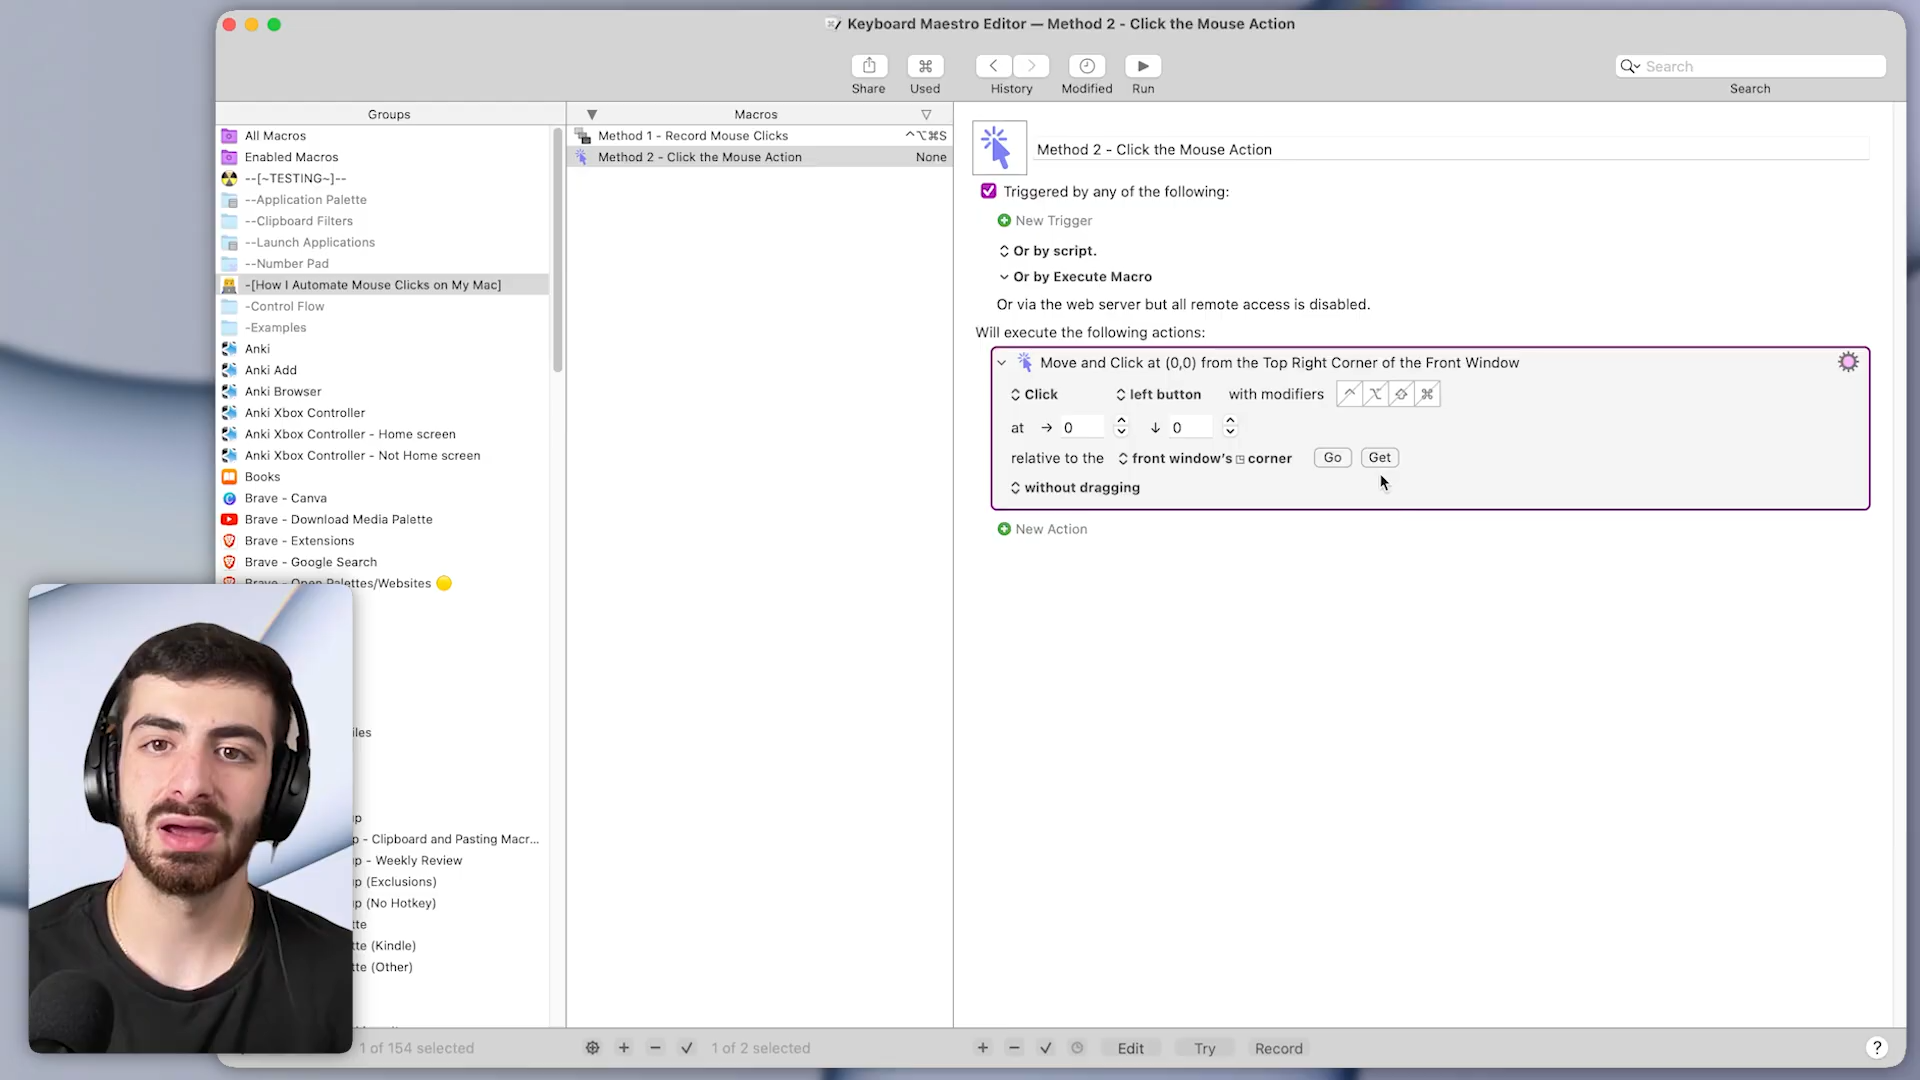 Keyboard Maestro Editor — Method 2 - Click the Mouse Action
Share
Used
History
Modified
Run
Search
Search
Groups
All Macros
Enabled Macros
--[~TESTING~]--
--Application Palette
--Clipboard Filters
--Launch Applications
--Number Pad
-[How I Automate Mouse Clicks on My Mac]
-Control Flow
-Examples
Anki
Anki Add
Anki Browser
Anki Xbox Controller
Anki Xbox Controller - Home screen
Anki Xbox Controller - Not Home screen
Books
Brave - Canva
Brave - Download Media Palette
Brave - Extensions
Brave - Google Search
Brave - Open Palettes/Websites
iles
p
p - Clipboard and Pasting Macr...
p - Weekly Review
p (Exclusions)
p (No Hotkey)
tte
tte (Kindle)
tte (Other)
1 of 154 selected
Macros
Method 1 - Record Mouse Clicks ^⌥⌘S
Method 2 - Click the Mouse Action None
1 of 2 selected
Method 2 - Click the Mouse Action
Triggered by any of the following:
New Trigger
Or by script.
Or by Execute Macro
Or via the web server but all remote access is disabled.
Will execute the following actions:
Move and Click at (0,0) from the Top Right Corner of the Front Window
Click left button with modifiers
at → 0 ↓ 0
relative to the front window's corner Go Get
without dragging
New Action
Edit Try Record ?